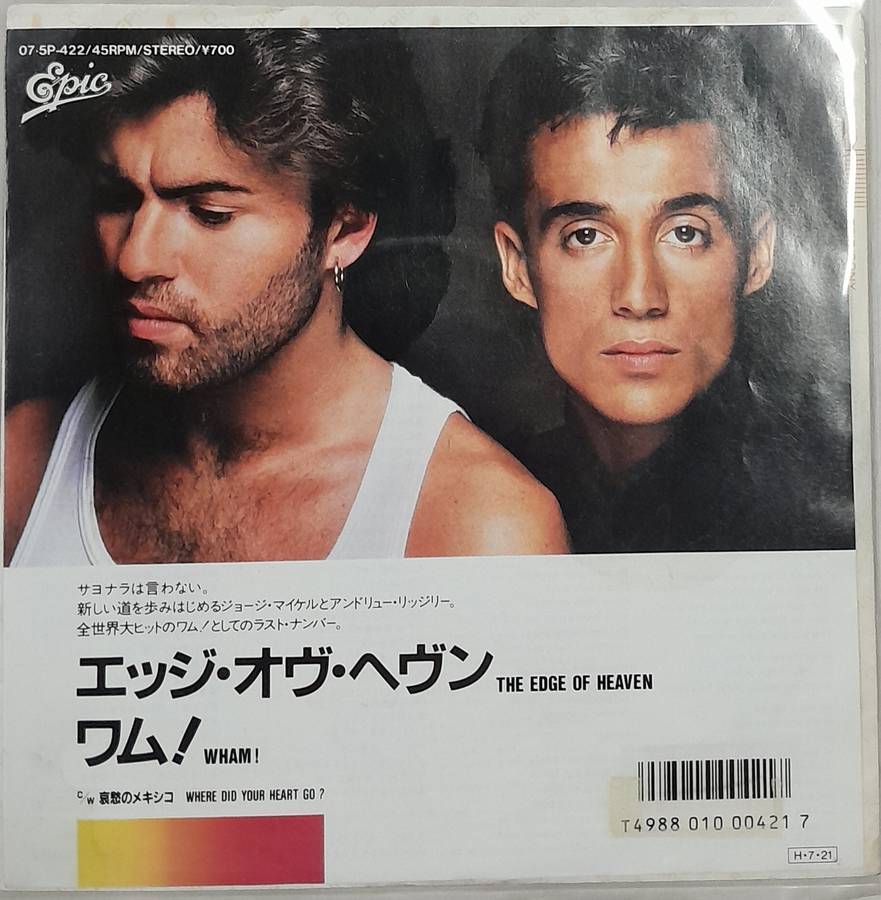 07·5P-422/45RPM/STEREO/¥700
Epic
サヨナラは言わない。
新しい道を歩みはじめるジョージ・マイケルとアンドリュー・リッジリー。
全世界大ヒットのワム!としてのラスト・ナンバー。
エッジ・オヴ・ヘヴン THE EDGE OF HEAVEN
ワム! WHAM!
c/w 哀愁のメキシコ WHERE DID YOUR HEART GO?
T4988 010 00421 7
H·7·21